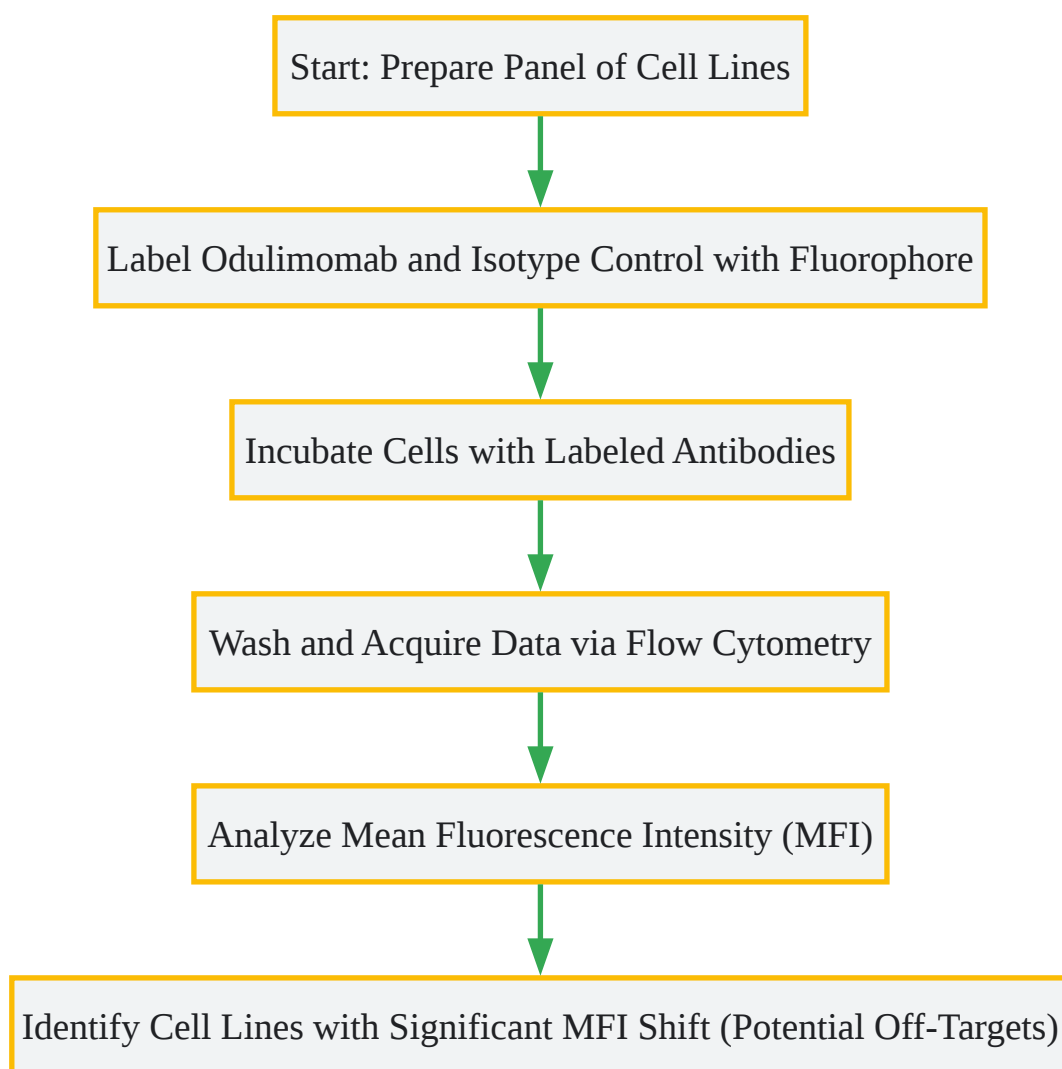 Start: Prepare Panel of Cell Lines
Label Odulimomab and Isotype Control with Fluorophore
Incubate Cells with Labeled Antibodies
Wash and Acquire Data via Flow Cytometry
Analyze Mean Fluorescence Intensity (MFI)
Identify Cell Lines with Significant MFI Shift (Potential Off-Targets)